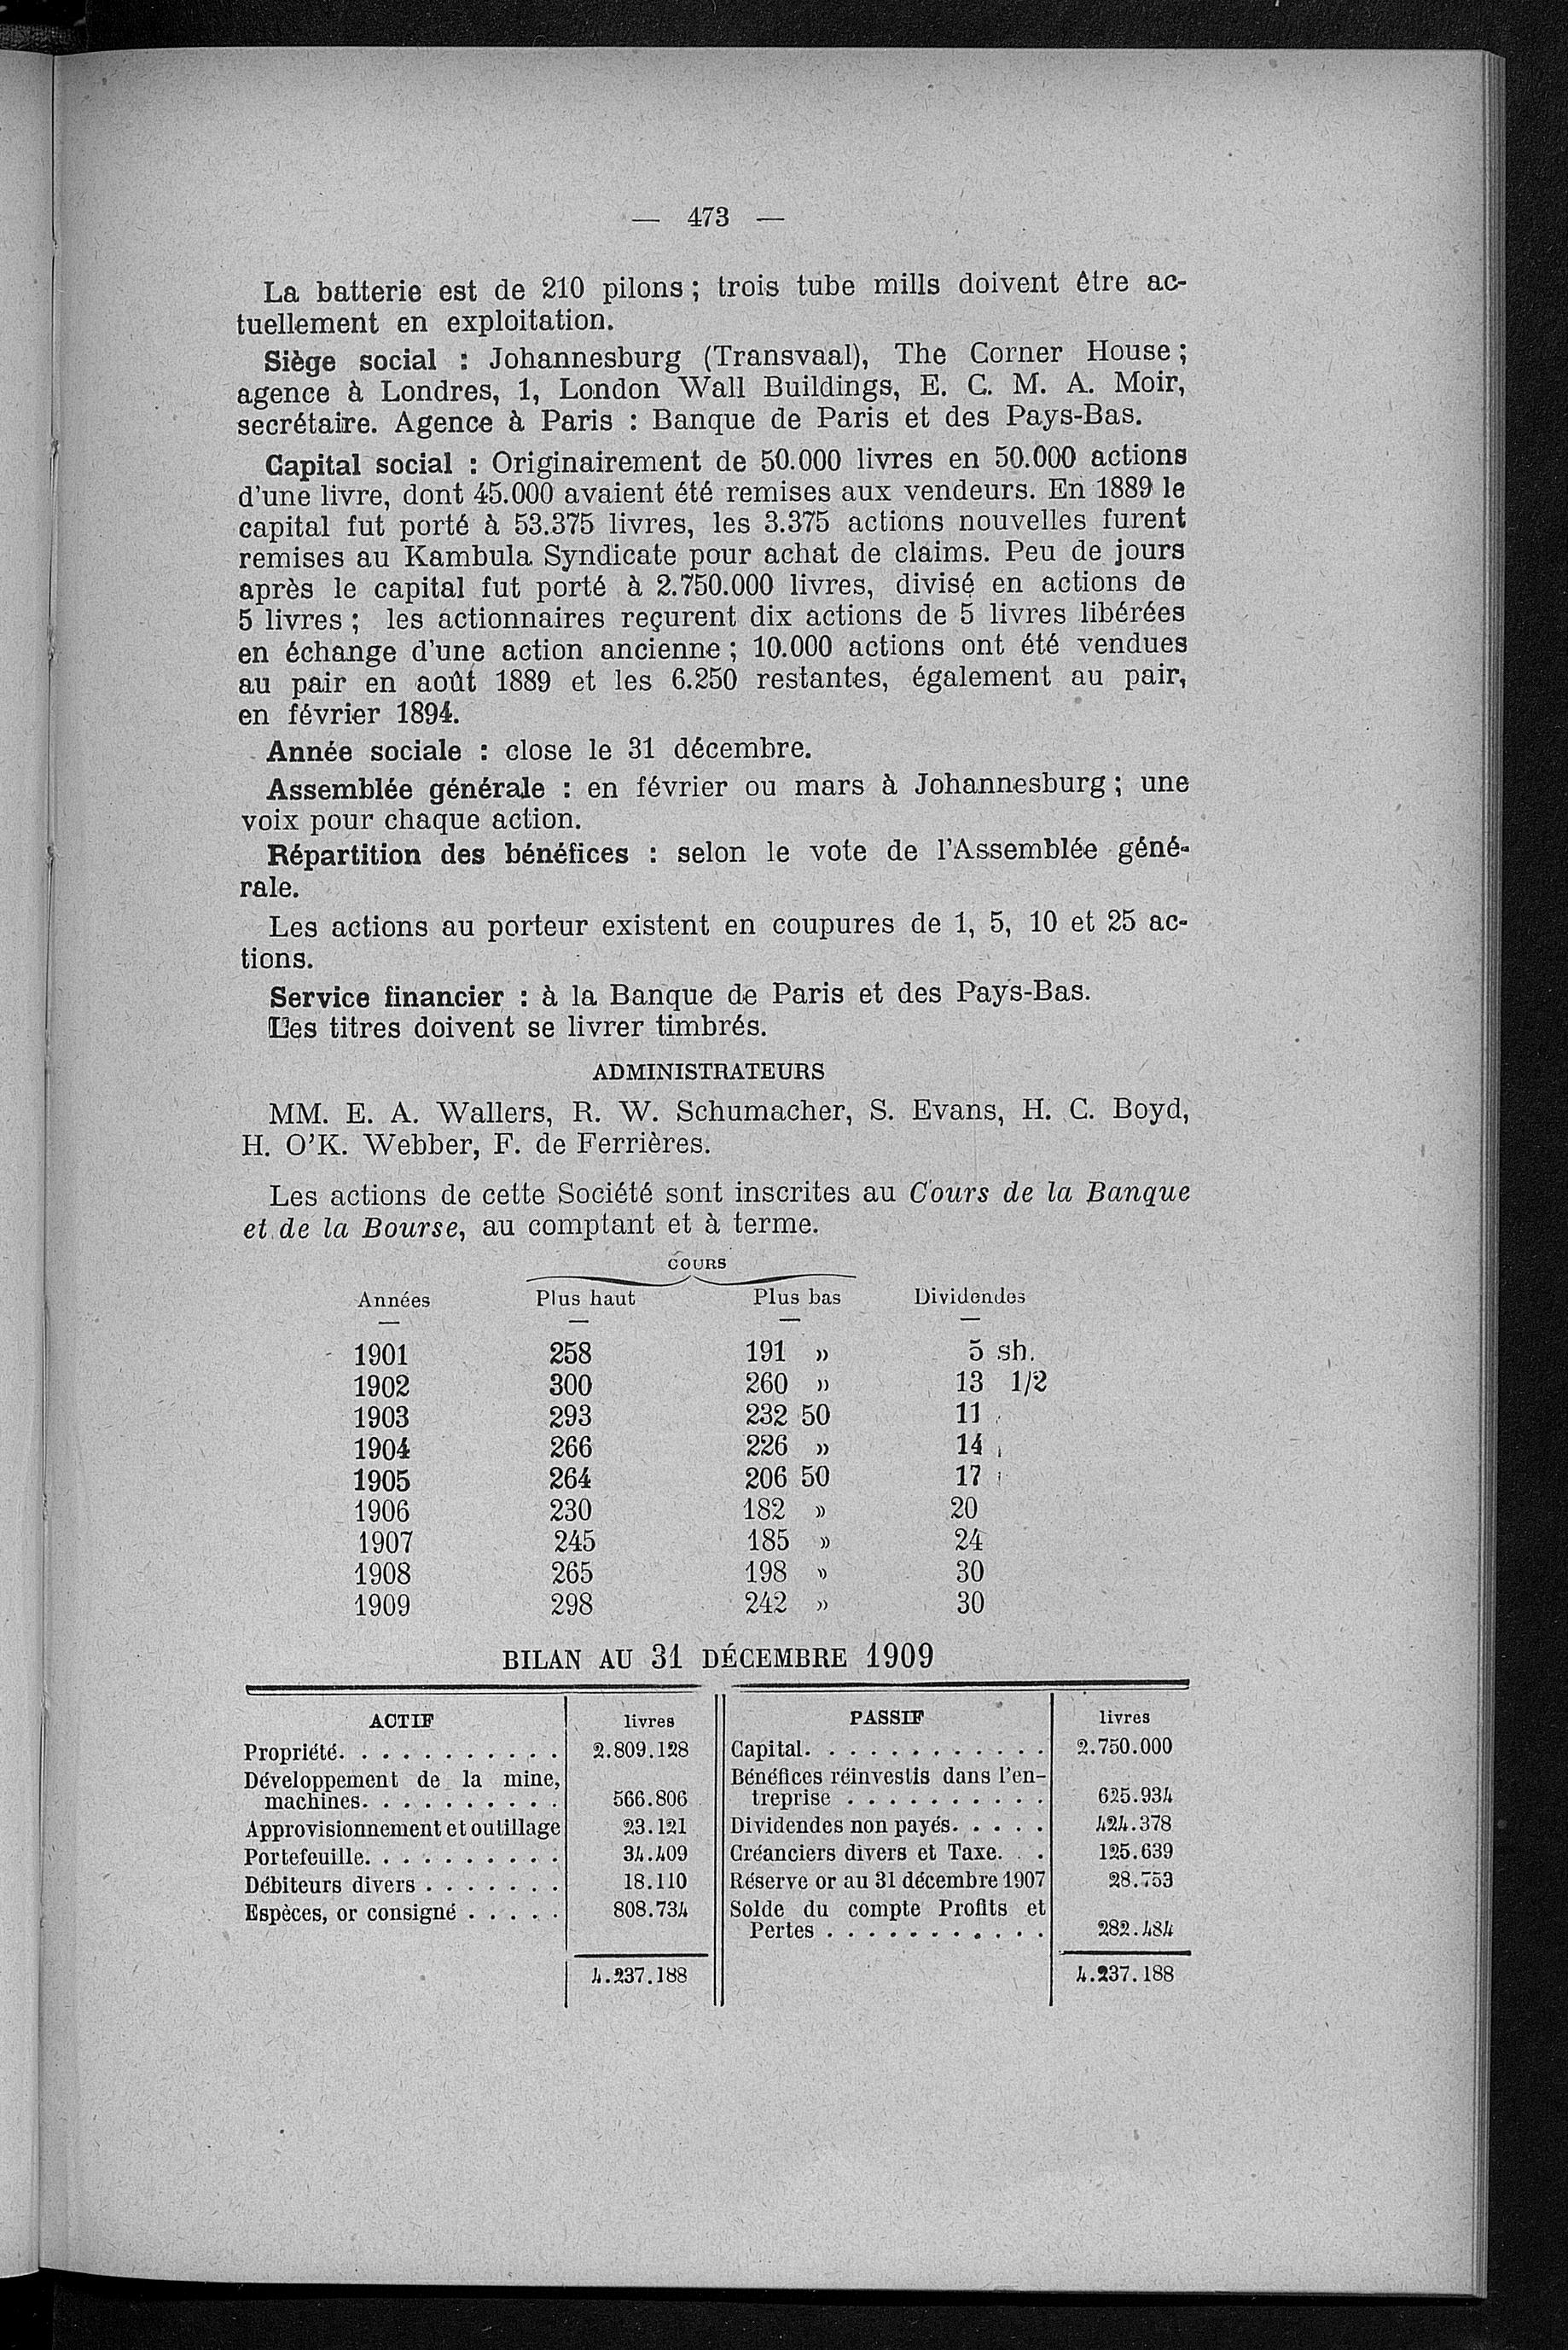 — 473 —
La batterie est de 210 pilons ; trois tube mills doivent être ac-
tuellement en exploitation.
Siège social : Johannesburg (Transvaal), The Corner House ;
agence à Londres, 1, London Wall Buildings, E. C. M. A. Moir,
secrétaire. Agence à Paris : Banque de Paris et des Pays-Bas.
Capital social : Originairement de 50.000 livres en 50.000 actions
d'une livre, dont 45.000 avaient été remises aux vendeurs. En 1889 le
capital fut porté à 53.375 livres, les 3.375 actions nouvelles furent
remises au Kambula Syndicate pour achat de claims. Peu de jours
après le capital fut porté à 2.750.000 livres, divisé en actions de
5 livres ; les actionnaires reçurent dix actions de 5 livres libérées
en échange d'une action ancienne ; 10.000 actions ont été vendues
au pair en août 1889 et les 6.250 restantes, également au pair,
en février 1894.
Année sociale : close le 31 décembre.
Assemblée générale : en février ou mars à Johannesburg ; une
voix pour chaque action.
Répartition des bénéfices : selon le vote de l'Assemblée géné-
rale.
Les actions au porteur existent en coupures de 1, 5, 10 et 25 ac-
tions.
Service financier : à la Banque de Paris et des Pays-Bas.
Les titres doivent se livrer timbrés.
ADMINISTRATEURS
MM. E. A. Wallers, R. W. Schumacher, S. Evans, H. C. Boyd,
H. O'K. Webber, F. de Ferrières.
Les actions de cette Société sont inscrites au Cours de la Banque
et de la Bourse, au comptant et à terme.
COURS
Années Plus haut Plus bas Dividendes
1901 258 191 » 5 sh.
1902 300 260 » 13 1/2
1903 293 232 50 11
1904 266 226 » 14
1905 264 206 50 17
1906 230 182 » 20
1907 245 185 » 24
1908 265 198 » 30
1909 298 242 » 30
BILAN AU 31 DÉCEMBRE 1909
ACTIF livres PASSIF livres
Propriété. . . . . . . . . . . 2.809.128 Capital. . . . . . . . . . . . 2.750.000
Développement de la mine, Bénéfices réinvestis dans l'en-
machines. . . . . . . . . . 566.806 treprise . . . . . . . . . . 625.934
Approvisionnement et outillage 23.121 Dividendes non payés. . . . . 424.378
Portefeuille. . . . . . . . . . 34.409 Créanciers divers et Taxe. . . 125.639
Débiteurs divers . . . . . . . 18.110 Réserve or au 31 décembre 1907 28.753
Espèces, or consigné . . . . . 808.734 Solde du compte Profits et
Pertes . . . . . . . . . . . 282.484
4.237.188 4.237.188